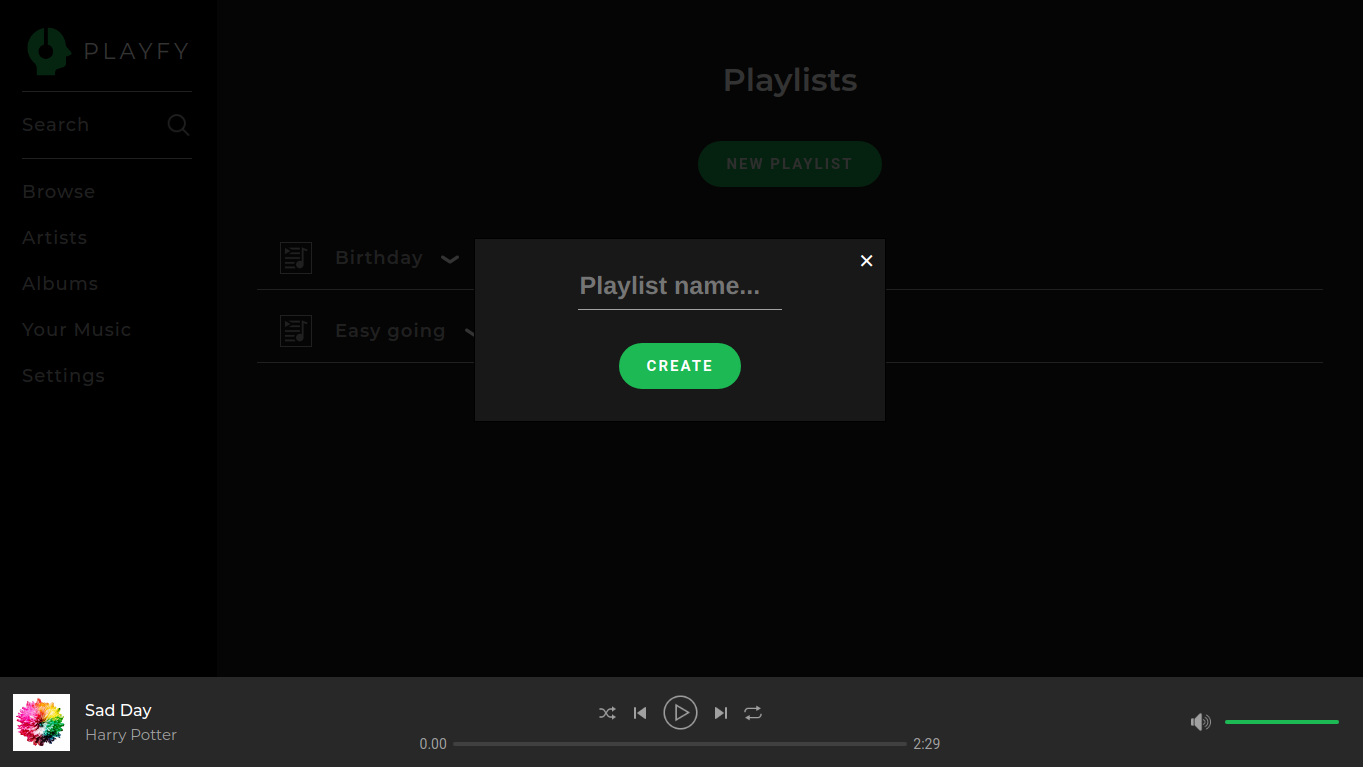 PLAYFY
Search
Browse
Artists
Albums
Your Music
Settings
Playlists
NEW PLAYLIST
Birthday
Easy going
Playlist name...
CREATE
Sad Day
Harry Potter
0.00
2:29